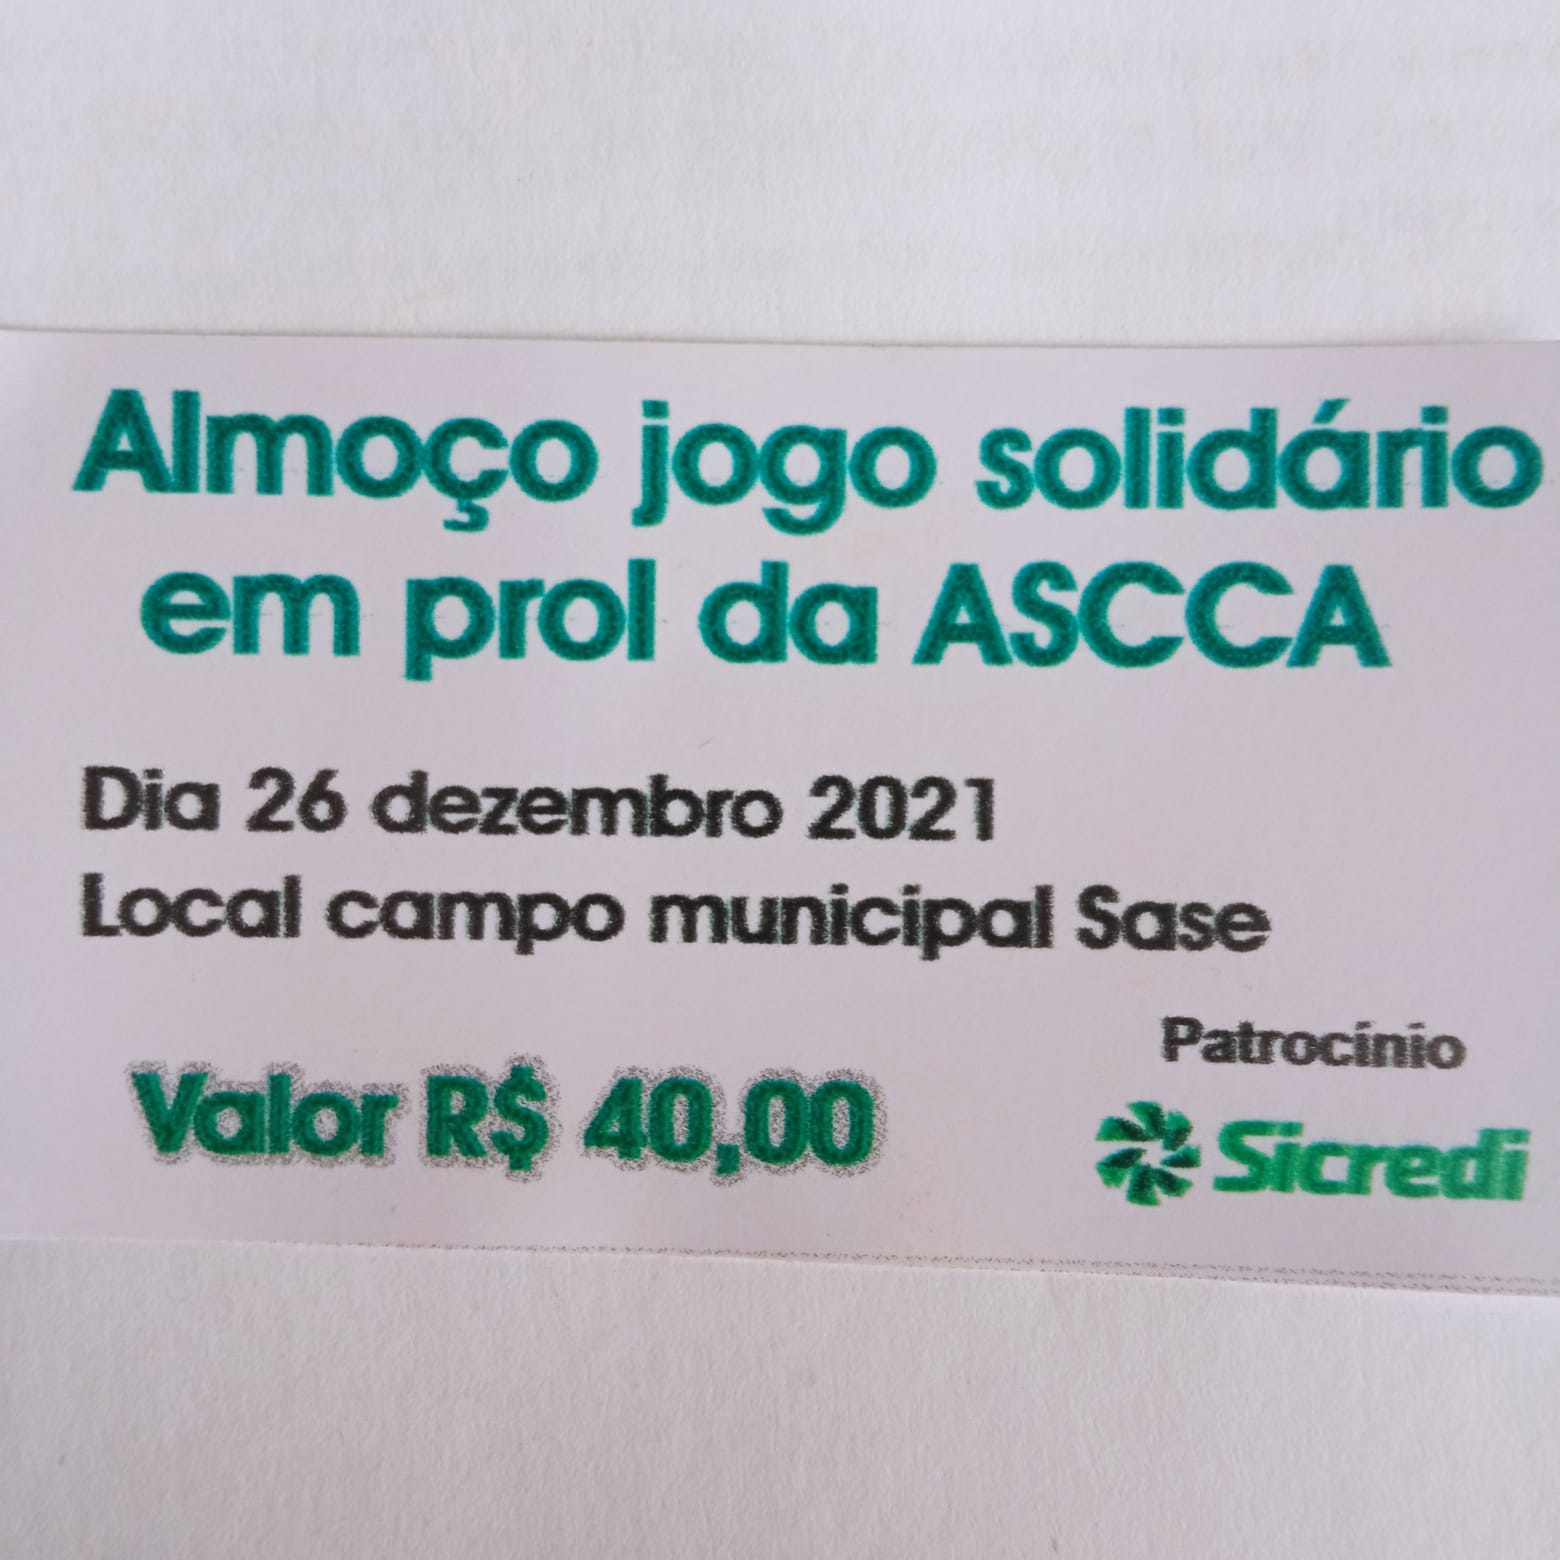 Almoço jogo solidário
em prol da ASCCA
Dia 26 dezembro 2021
Local campo municipal Sase
Valor R$ 40,00
Patrocínio
Sicredi